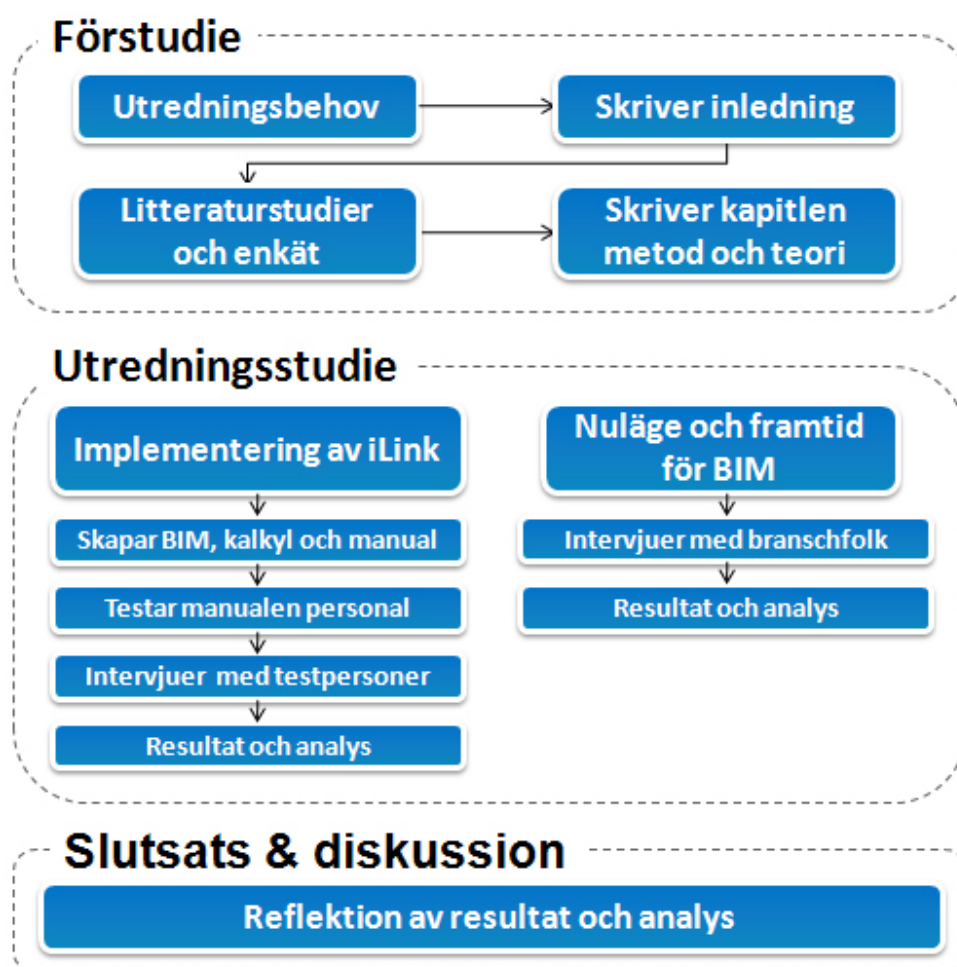 Förstudie
Utredningsbehov
Skriver inledning
Litteraturstudier
och enkät
Skriver kapitlen
metod och teori
Utredningsstudie
Implementering av iLink
Skapar BIM, kalkyl och manual
Testar manualen personal
Intervjuer med testpersoner
Resultat och analys
Nuläge och framtid
för BIM
Intervjuer med branschfolk
Resultat och analys
Slutsats & diskussion
Reflektion av resultat och analys